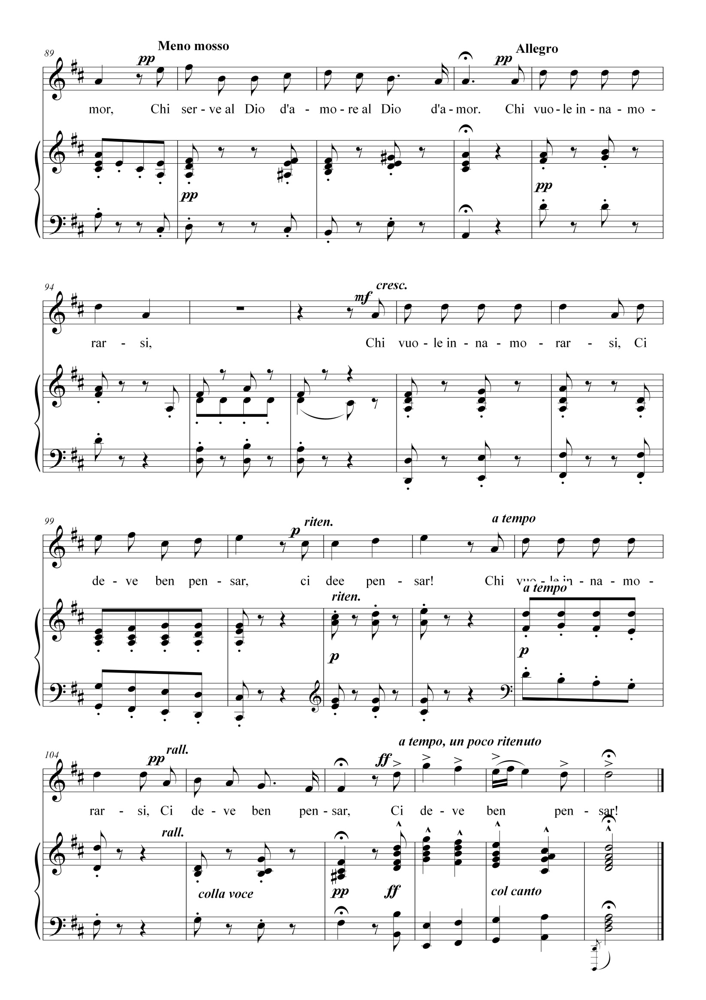 Meno mosso
Allegro
89
pp
pp
mor, Chi ser - ve al Dio d'a - mo - re al Dio d'a - mor. Chi vuo - le in - na - mo -
pp
pp
cresc.
94
mf
rar - si, Chi vuo - le in - na - mo - rar - si, Ci
99
riten.
a tempo
p
de - ve ben pen - sar, ci dee pen - sar! Chi vuo - le in - na - mo -
riten.
a tempo
p
p
a tempo, un poco ritenuto
104
rall.
pp
ff
rar - si, Ci de - ve ben pen - sar, Ci de - ve ben pen - sar!
rall.
colla voce
pp
ff
col canto